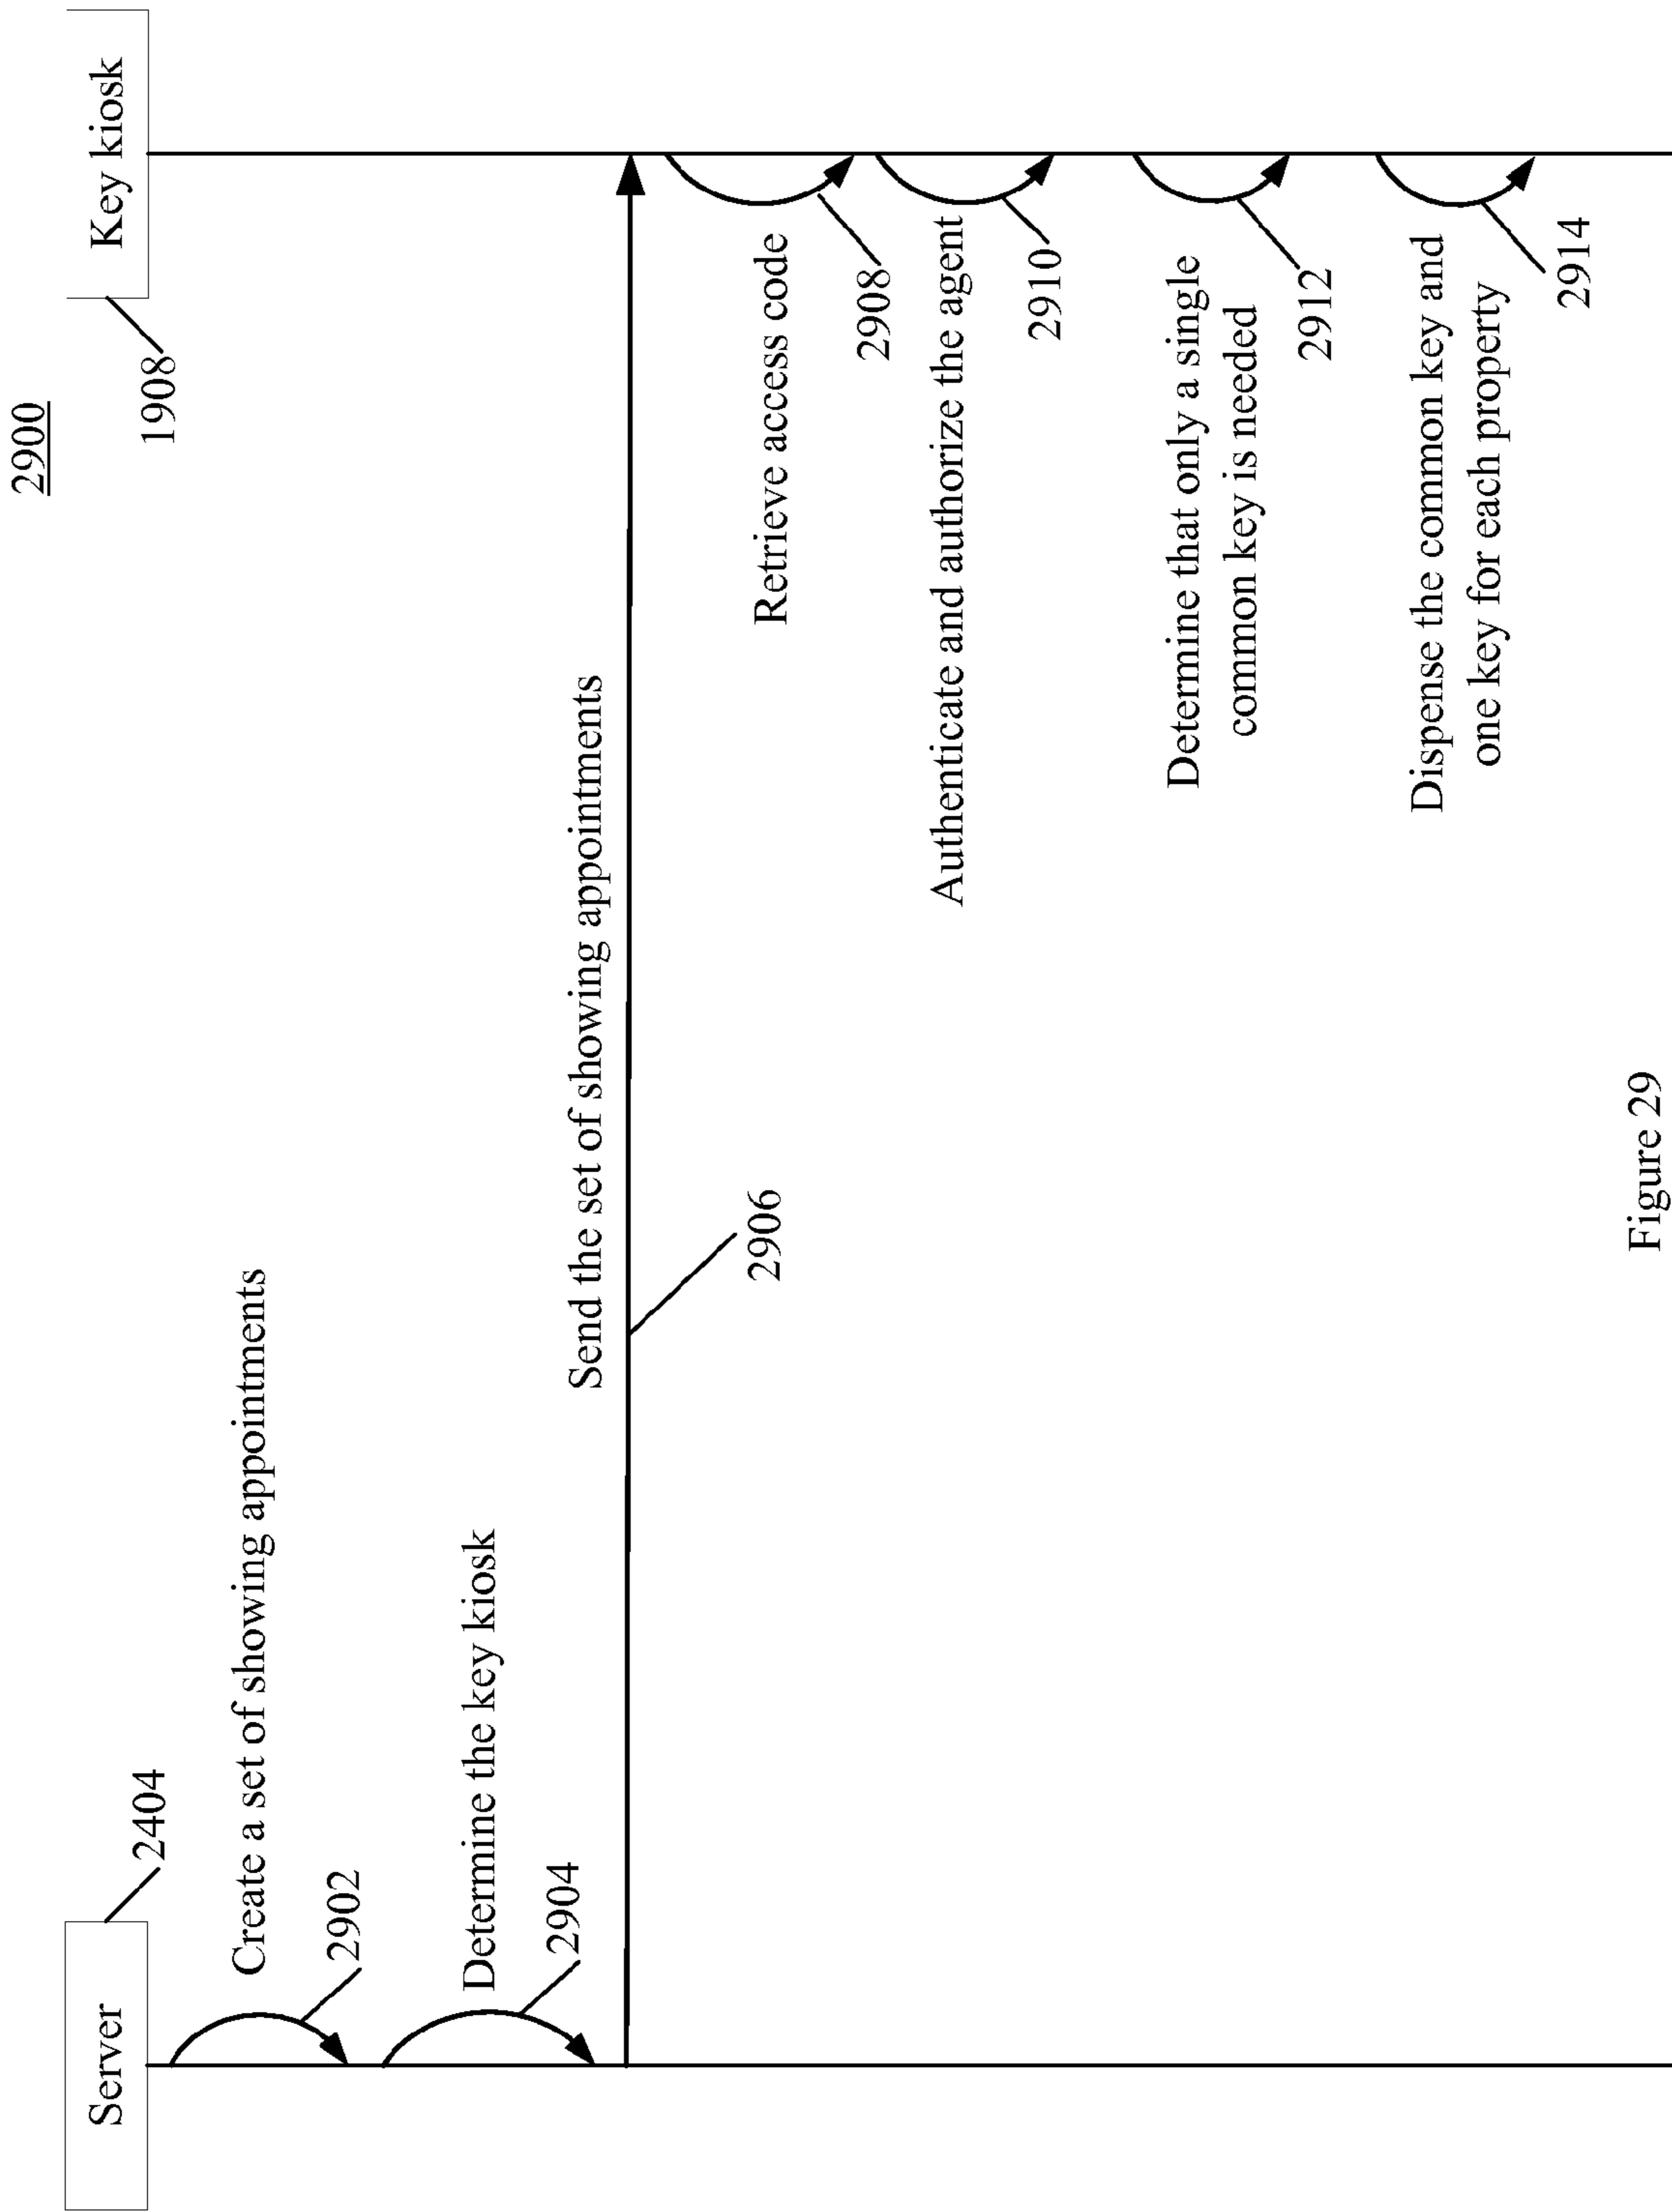 2900
Server
2404
1908
Key kiosk
Create a set of showing appointments
2902
Determine the key kiosk
2904
Send the set of showing appointments
2906
Retrieve access code
2908
Authenticate and authorize the agent
2910
Determine that only a single
common key is needed
2912
Dispense the common key and
one key for each property
2914
Figure 29